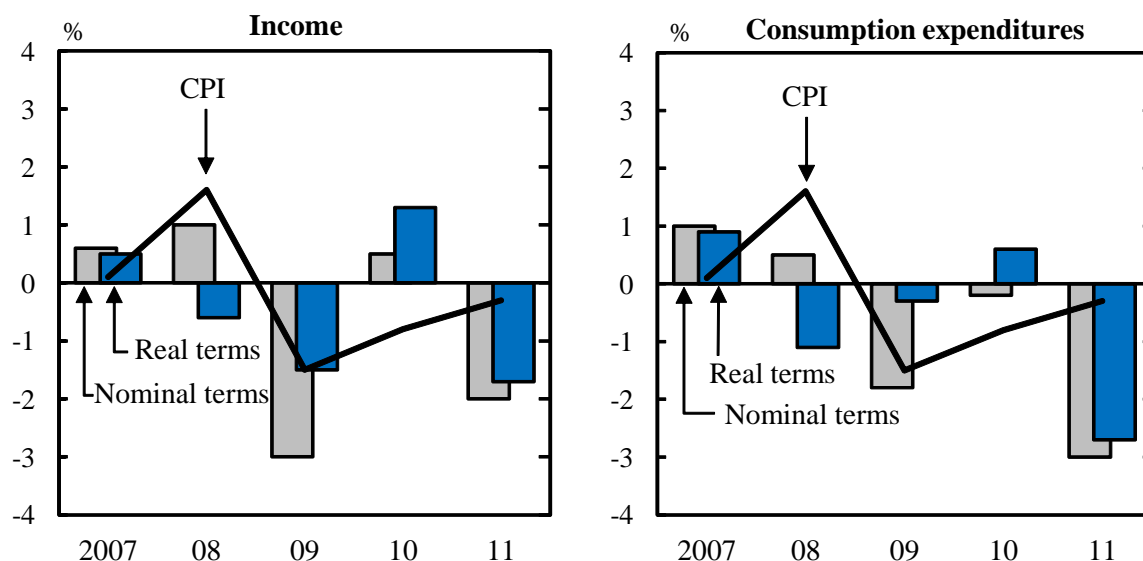 Income
%
4
3
2
1
0
-1
-2
-3
-4
CPI
Real terms
Nominal terms
2007 08 09 10 11
Consumption expenditures
%
4
3
2
1
0
-1
-2
-3
-4
CPI
Real terms
Nominal terms
2007 08 09 10 11